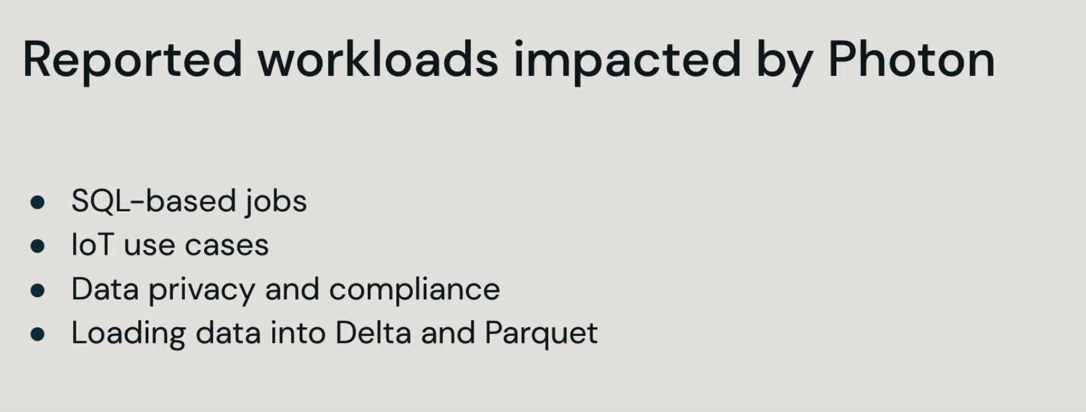 Reported workloads impacted by Photon
● SQL-based jobs
● IoT use cases
● Data privacy and compliance
● Loading data into Delta and Parquet